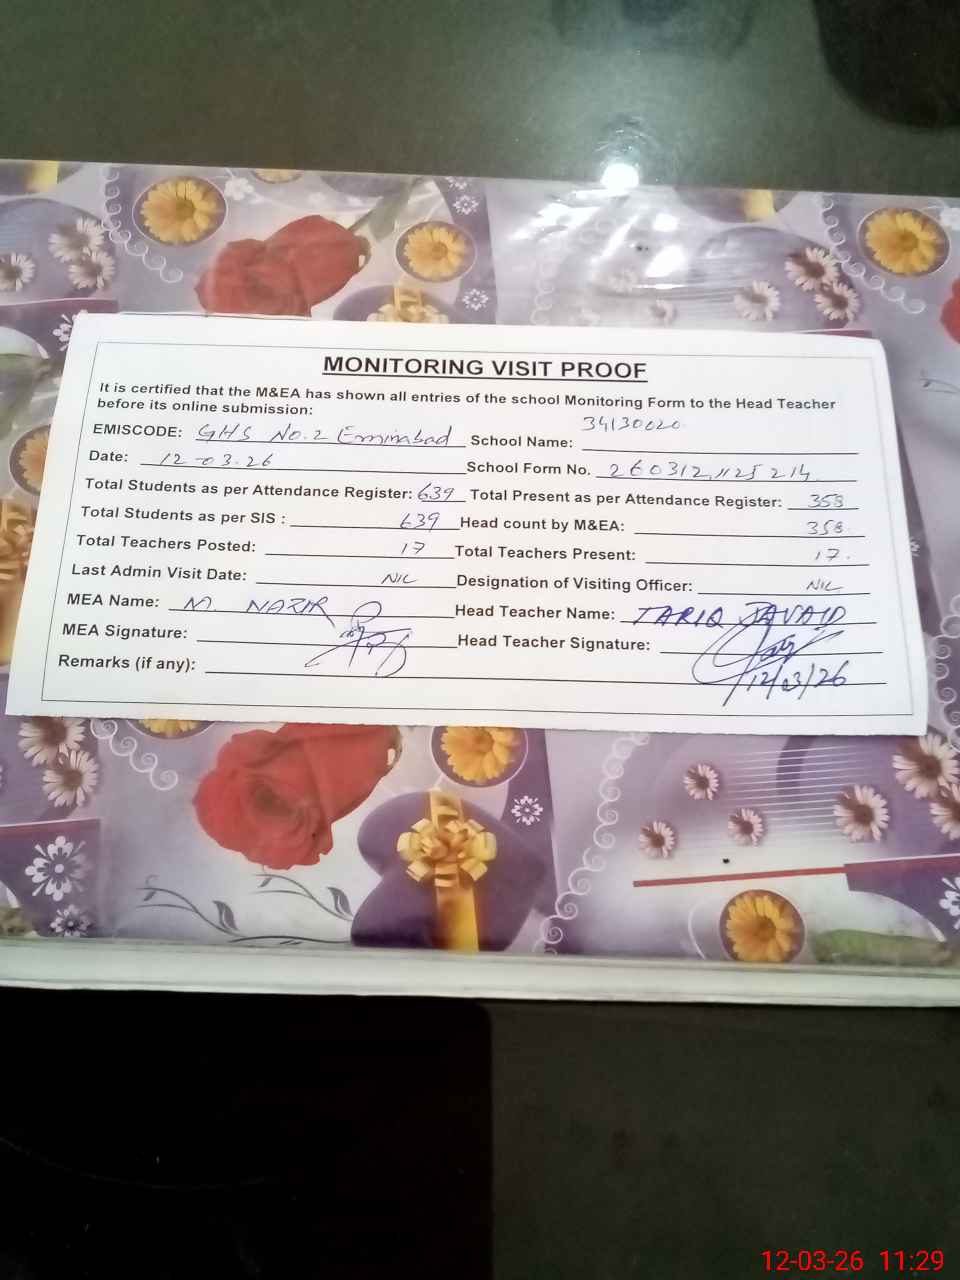 MONITORING VISIT PROOF
It is certified that the M&EA has shown all entries of the school Monitoring Form to the Head Teacher
before its online submission:
EMISCODE: GHS No.2 Eminabad School Name: 34130020
Date: 12-03-26 School Form No. 260312,1125214
Total Students as per Attendance Register: 639 Total Present as per Attendance Register: 358
Total Students as per SIS : 639 Head count by M&EA: 358
Total Teachers Posted: 17 Total Teachers Present: 17.
Last Admin Visit Date: NIL Designation of Visiting Officer: NIL
MEA Name: M. NAZIR Head Teacher Name: TARIQ JAVAID
MEA Signature: Head Teacher Signature:
Remarks (if any): 12/03/26
12-03-26 11:29